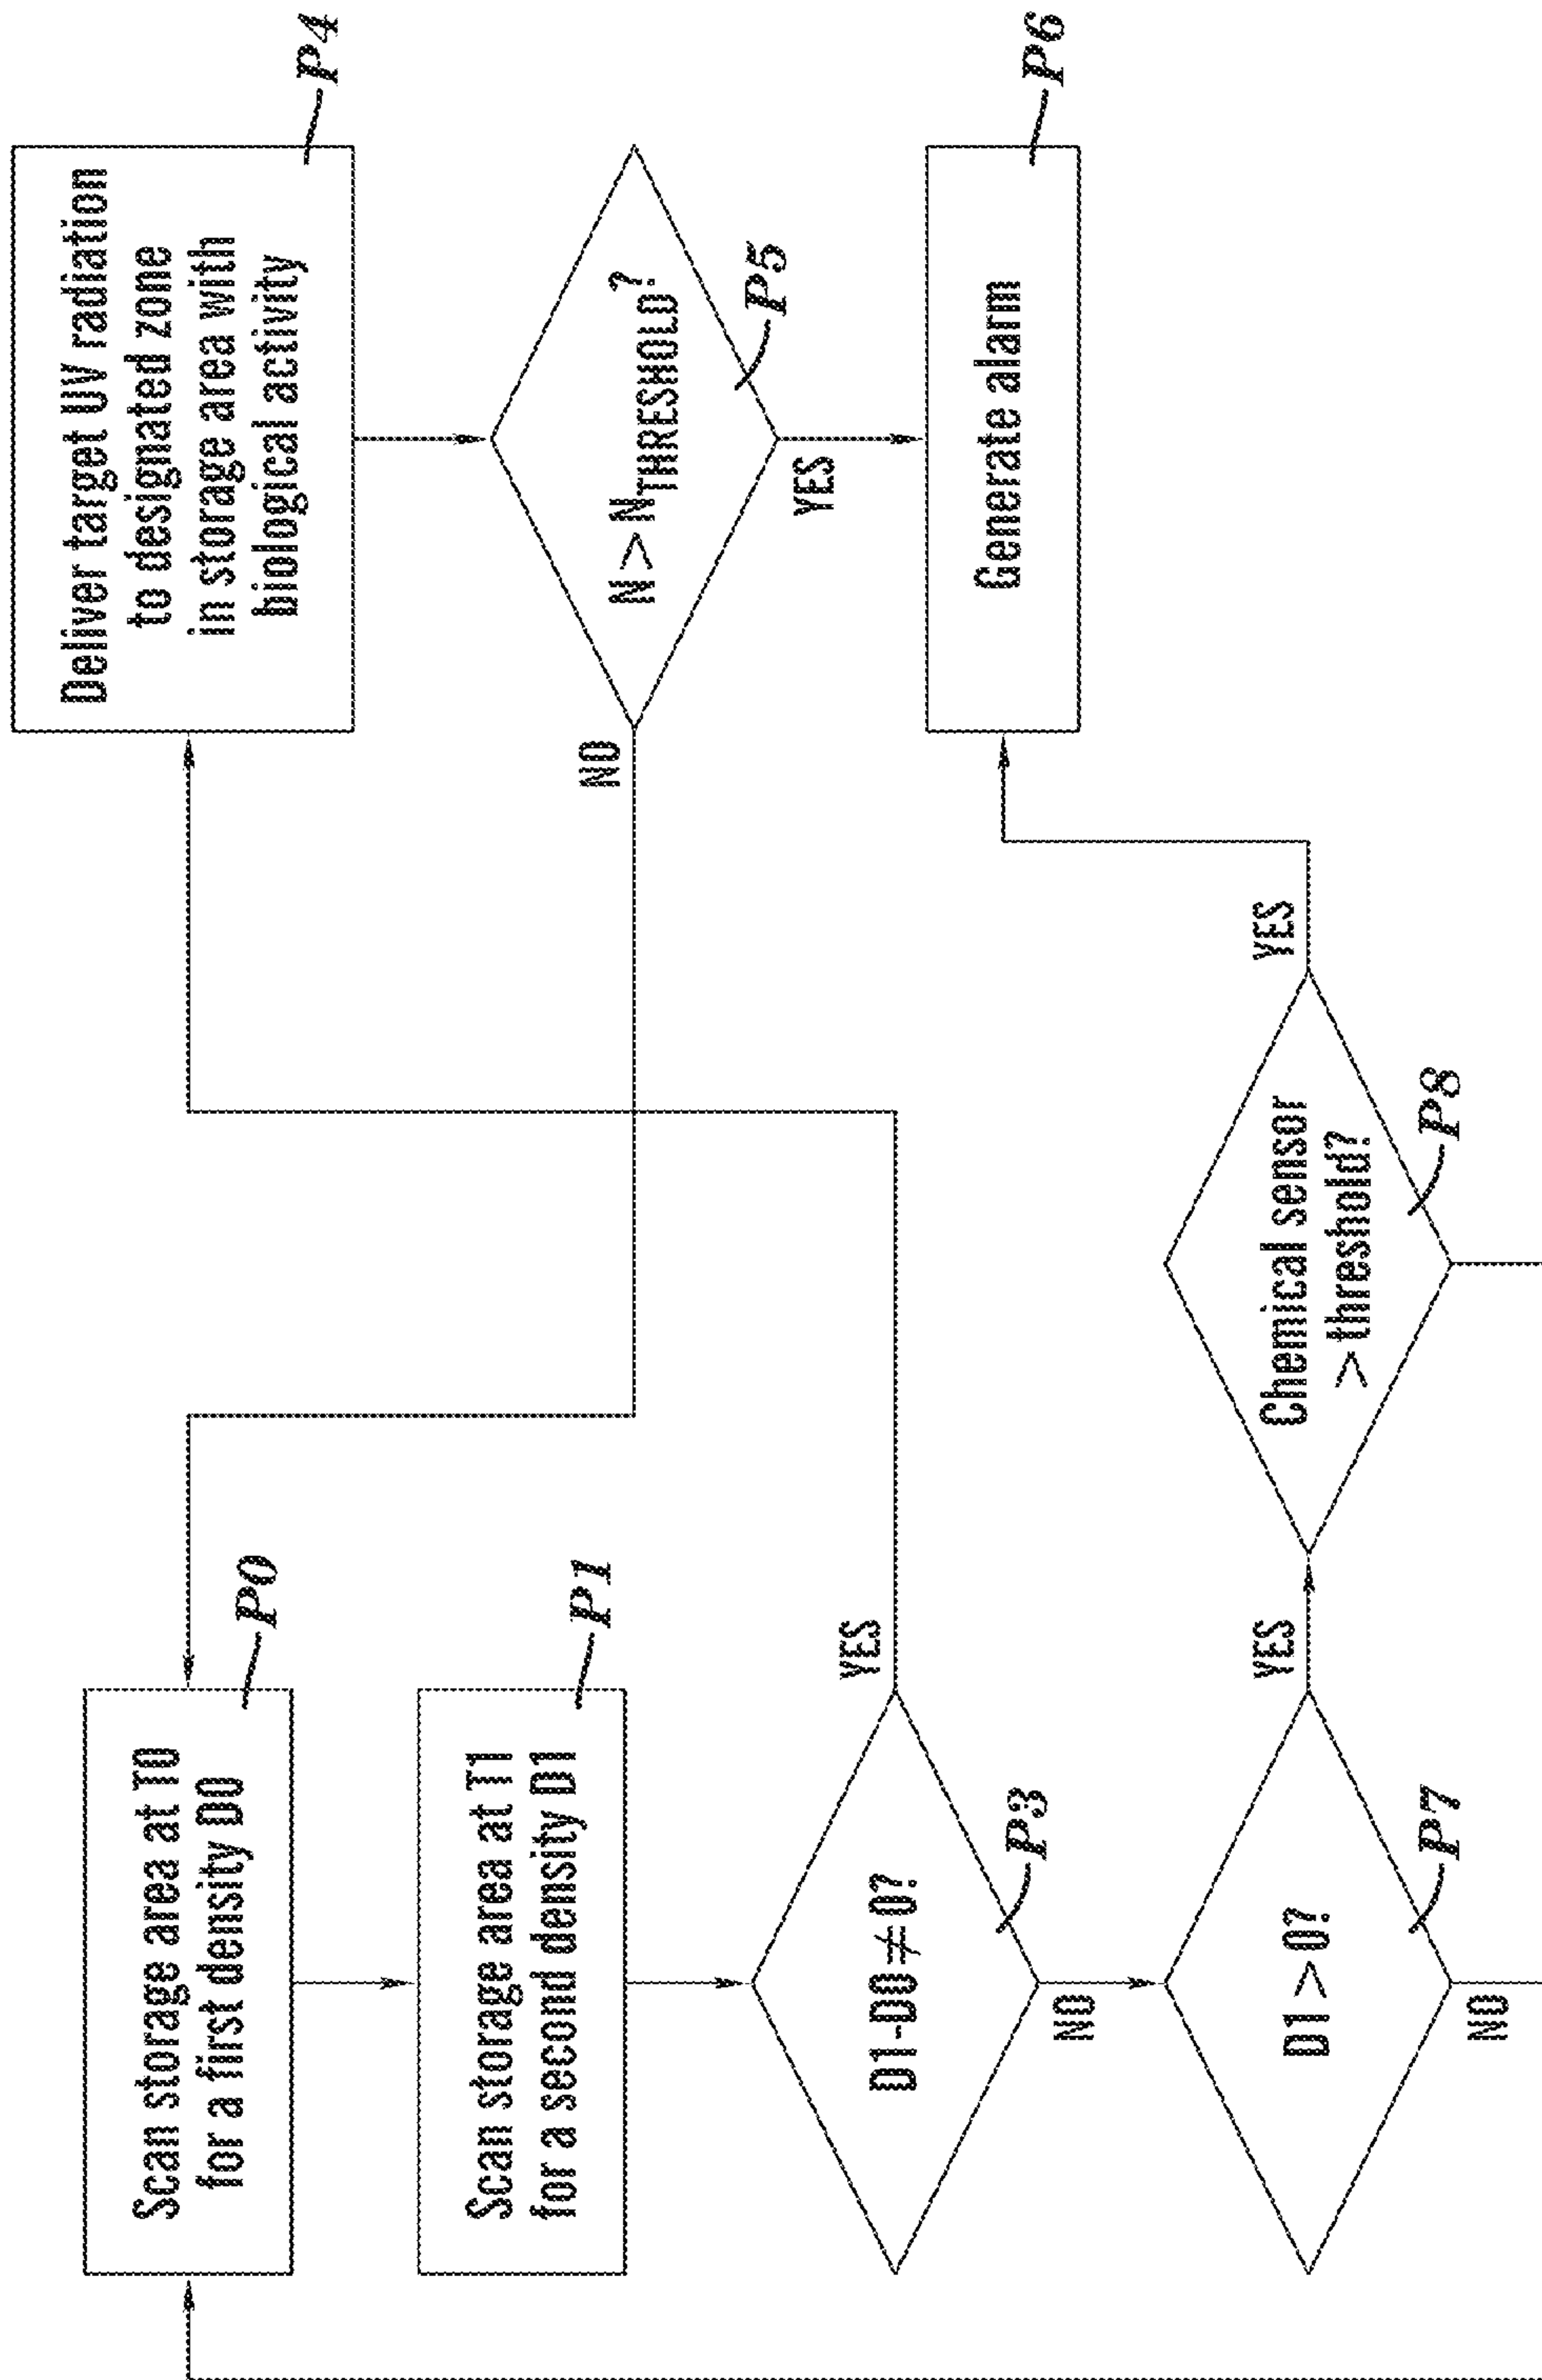 Scan storage area at T0
for a first density D0
P0
Scan storage area at T1
for a second density D1
P1
D1-D0≠0?
P3
YES
NO
D1>0?
P7
YES
NO
Chemical sensor
>threshold?
P8
YES
Deliver target UV radiation
to designated zone
in storage area with
biological activity
P4
N>NTHRESHOLD?
P5
NO
YES
Generate alarm
P6